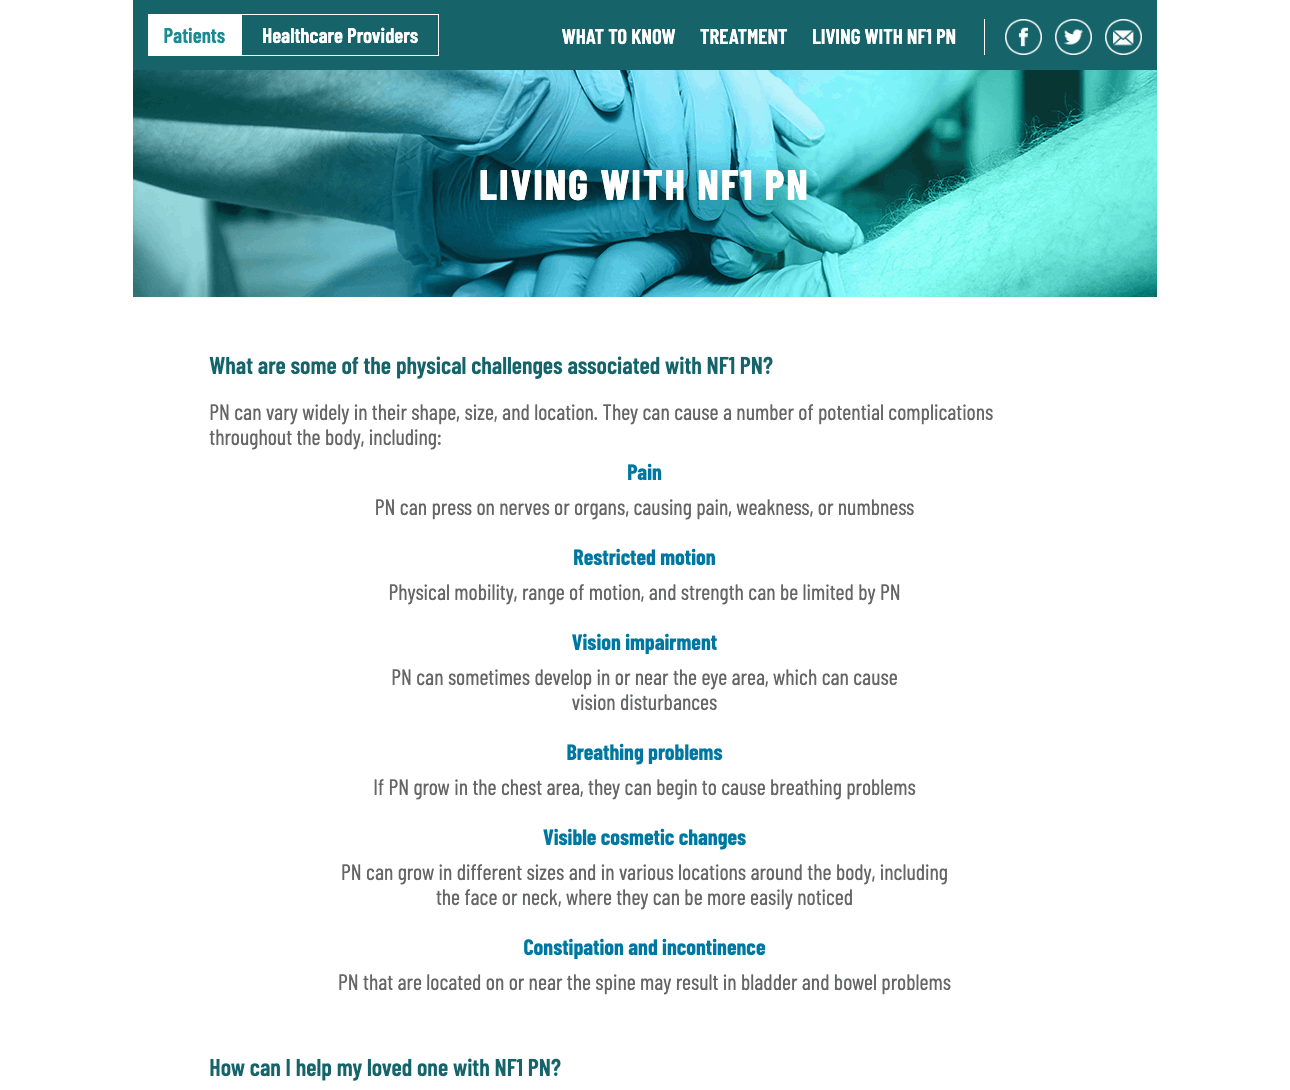 Patients
Healthcare Providers
WHAT TO KNOW
TREATMENT
LIVING WITH NF1 PN
LIVING WITH NF1 PN
What are some of the physical challenges associated with NF1 PN?
PN can vary widely in their shape, size, and location. They can cause a number of potential complications
throughout the body, including:
Pain
PN can press on nerves or organs, causing pain, weakness, or numbness
Restricted motion
Physical mobility, range of motion, and strength can be limited by PN
Vision impairment
PN can sometimes develop in or near the eye area, which can cause
vision disturbances
Breathing problems
If PN grow in the chest area, they can begin to cause breathing problems
Visible cosmetic changes
PN can grow in different sizes and in various locations around the body, including
the face or neck, where they can be more easily noticed
Constipation and incontinence
PN that are located on or near the spine may result in bladder and bowel problems
How can I help my loved one with NF1 PN?